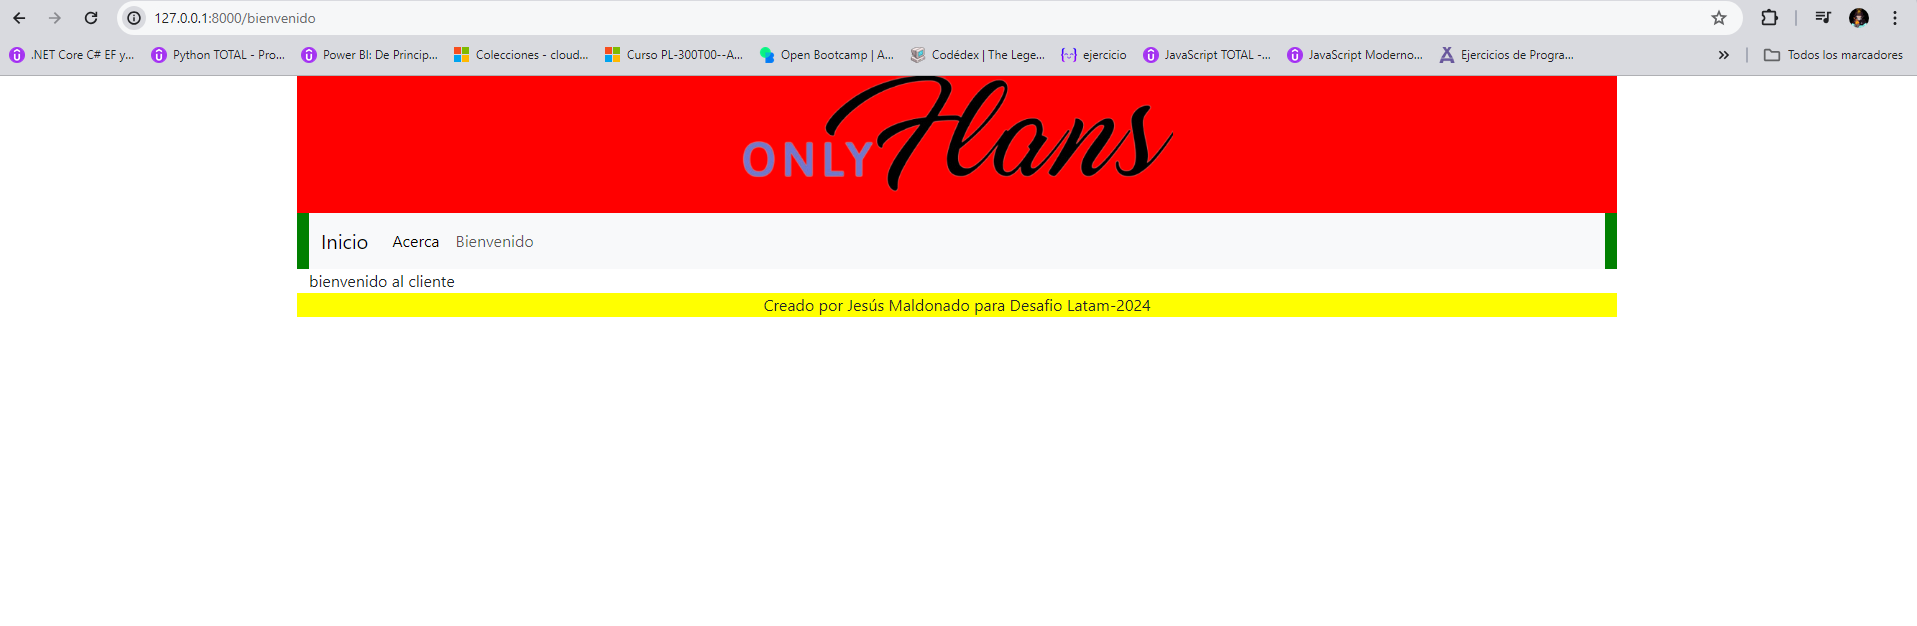 127.0.0.1:8000/bienvenido
.NET Core C# EF y... Python TOTAL - Pro... Power BI: De Princip... Colecciones - cloud... Curso PL-300T00--A... Open Bootcamp | A... Codédex | The Lege... ejercicio JavaScript TOTAL -... JavaScript Moderno... Ejercicios de Progra... Todos los marcadores
ONLY Flans
Inicio Acerca Bienvenido
bienvenido al cliente
Creado por Jesús Maldonado para Desafio Latam-2024